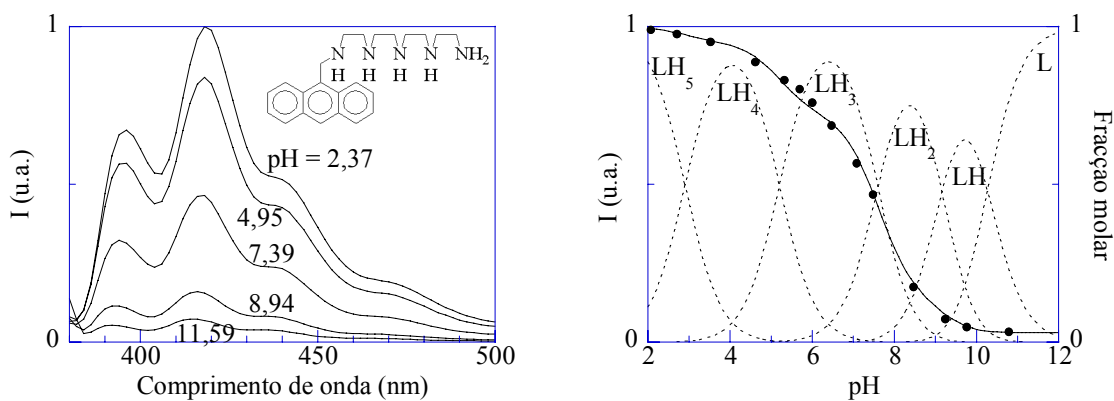 1
N N N N NH2
H H H H
pH = 2,37
4,95
7,39
8,94
11,59
0
400 450 500
I (u.a.)
Comprimento de onda (nm)
1 1
LH5
LH4
LH3
LH2
LH
L
0 0
2 4 6 8 10 12
I (u.a.)
pH
Fracçao molar